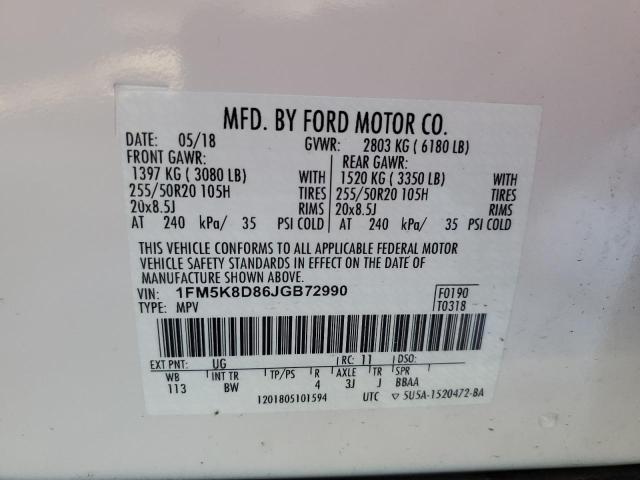 MFD. BY FORD MOTOR CO.
DATE: 05/18 GVWR: 2803 KG ( 6180 LB)
FRONT GAWR: REAR GAWR:
1397 KG ( 3080 LB) WITH 1520 KG ( 3350 LB) WITH
255/50R20 105H TIRES 255/50R20 105H TIRES
20x8.5J RIMS 20x8.5J RIMS
AT 240 kPa/ 35 PSI COLD AT 240 kPa/ 35 PSI COLD
THIS VEHICLE CONFORMS TO ALL APPLICABLE FEDERAL MOTOR
VEHICLE SAFETY STANDARDS IN EFFECT ON THE DATE OF
MANUFACTURE SHOWN ABOVE.
VIN: 1FM5K8D86JGB72990 F0190
TYPE: MPV T0318
EXT PNT: UG RC: 11 DSO:
WB INT TR TP/PS R AXLE TR SPR
113 BW 4 3J J BBAA
1201805101594 UTC ▽ 5U5A-1520472-BA